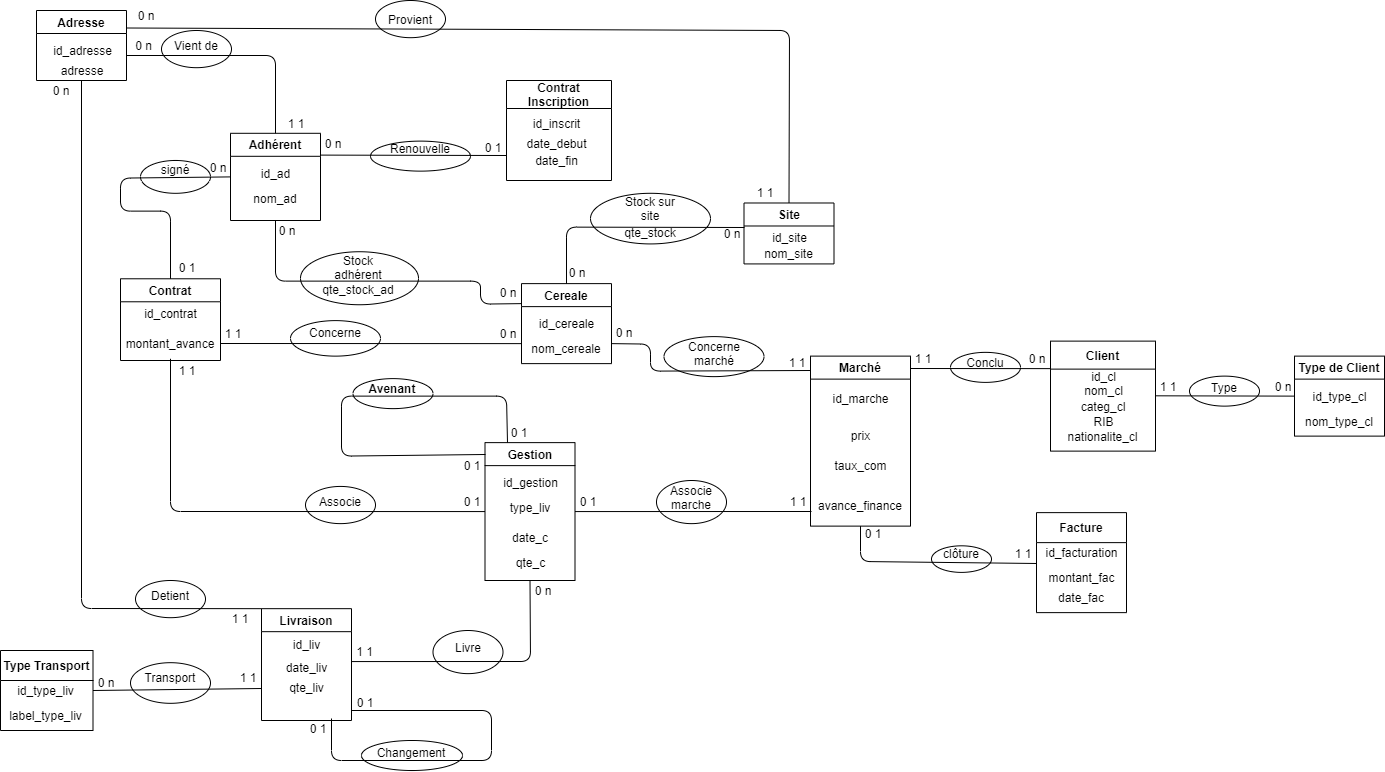 Adresse
id_adresse
adresse
0 n
0 n
0 n
Provient
Vient de
1 1
Adhérent
id_ad
nom_ad
0 n
Renouvelle
0 1
Contrat
Inscription
id_inscrit
date_debut
date_fin
signé
0 n
0 1
0 n
Stock
adhérent
qte_stock_ad
0 n
Stock sur
site
qte_stock
0 n
0 n
1 1
Site
id_site
nom_site
Contrat
id_contrat
montant_avance
1 1
Concerne
0 n
1 1
Cereale
id_cereale
nom_cereale
0 n
Concerne
marché
1 1
Marché
id_marche
prix
taux_com
avance_finance
1 1
Conclu
0 n
Client
id_cl
nom_cl
categ_cl
RIB
nationalite_cl
1 1
Type
0 n
Type de Client
id_type_cl
nom_type_cl
Avenant
0 1
0 1
Gestion
id_gestion
type_liv
date_c
qte_c
Associe
0 1
0 1
Associe
marche
1 1
0 1
clôture
1 1
Facture
id_facturation
montant_fac
date_fac
0 n
Detient
1 1
Livraison
id_liv
date_liv
qte_liv
1 1
Livre
Type Transport
id_type_liv
label_type_liv
0 n
Transport
1 1
0 1
0 1
Changement